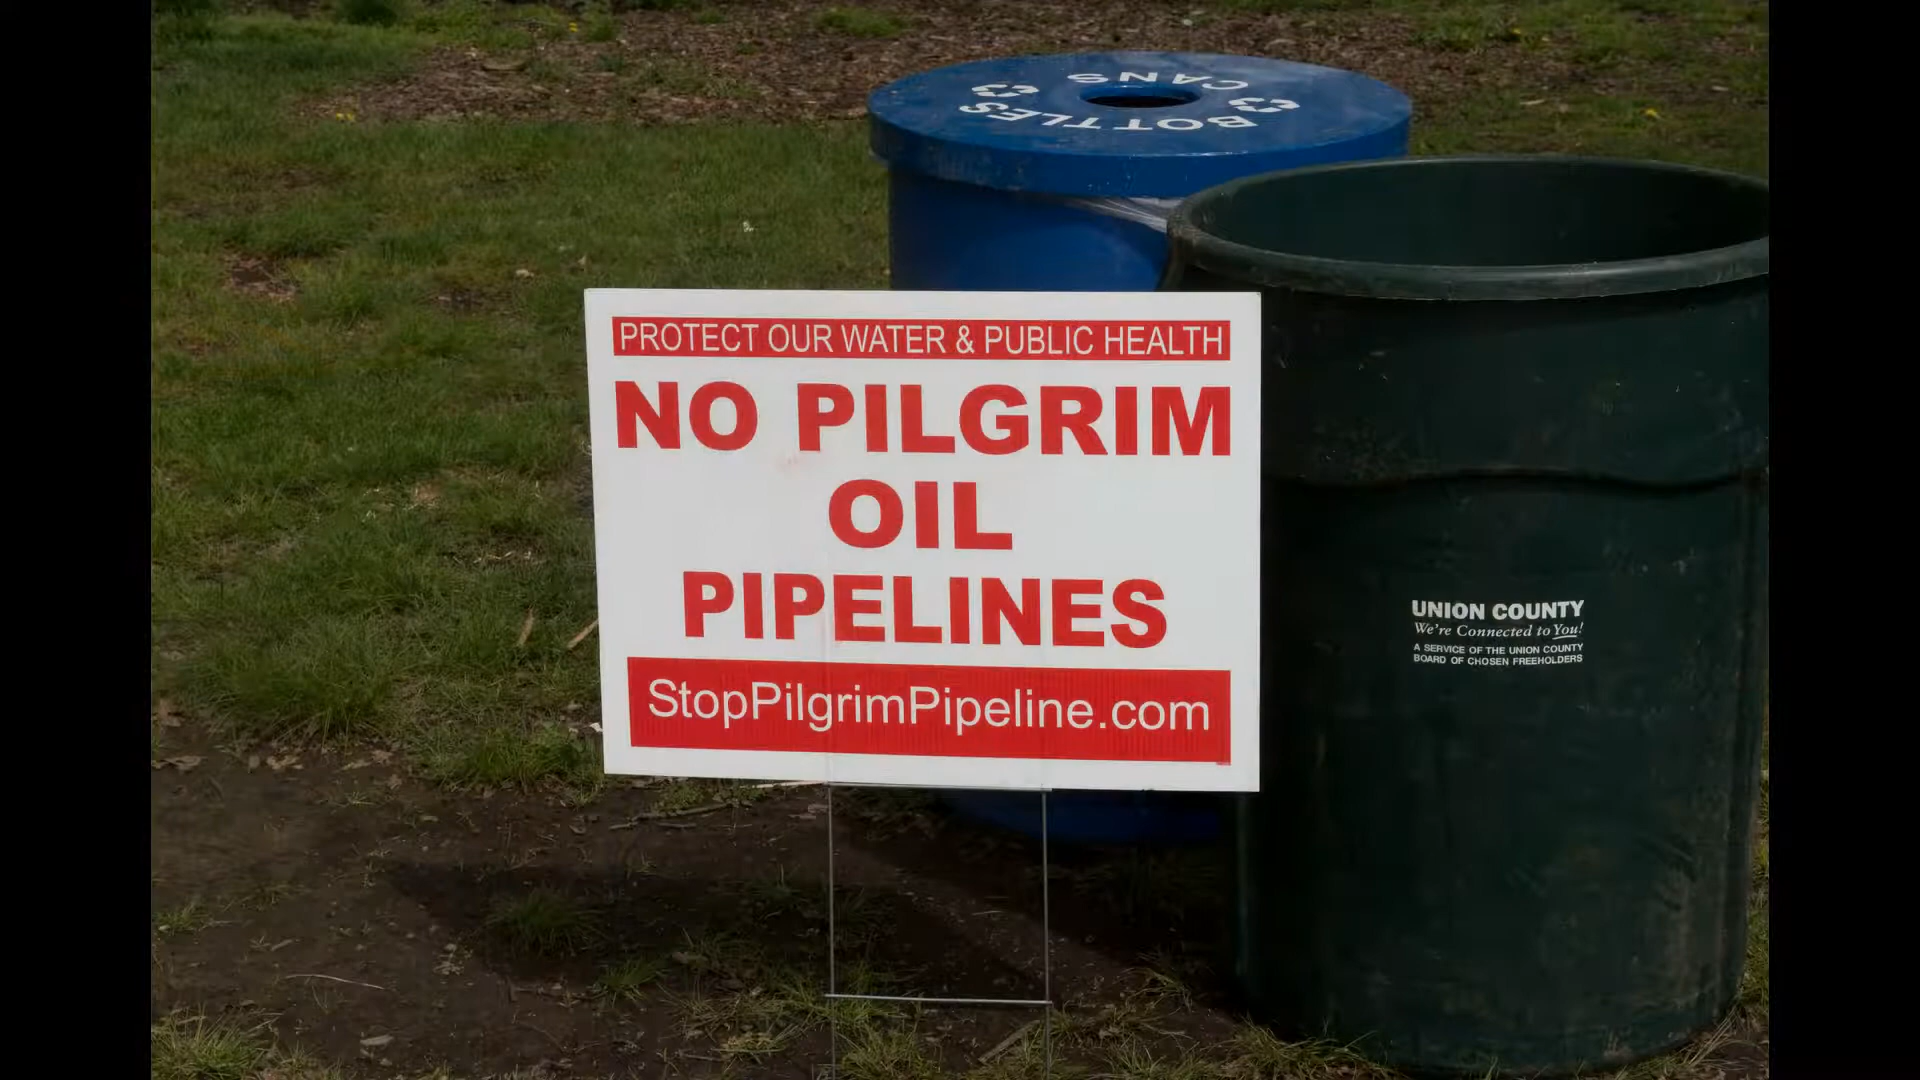 CANS
BOTTLES
PROTECT OUR WATER & PUBLIC HEALTH
NO PILGRIM
OIL
PIPELINES
StopPilgrimPipeline.com
UNION COUNTY
We're Connected to You!
A SERVICE OF THE UNION COUNTY
BOARD OF CHOSEN FREEHOLDERS